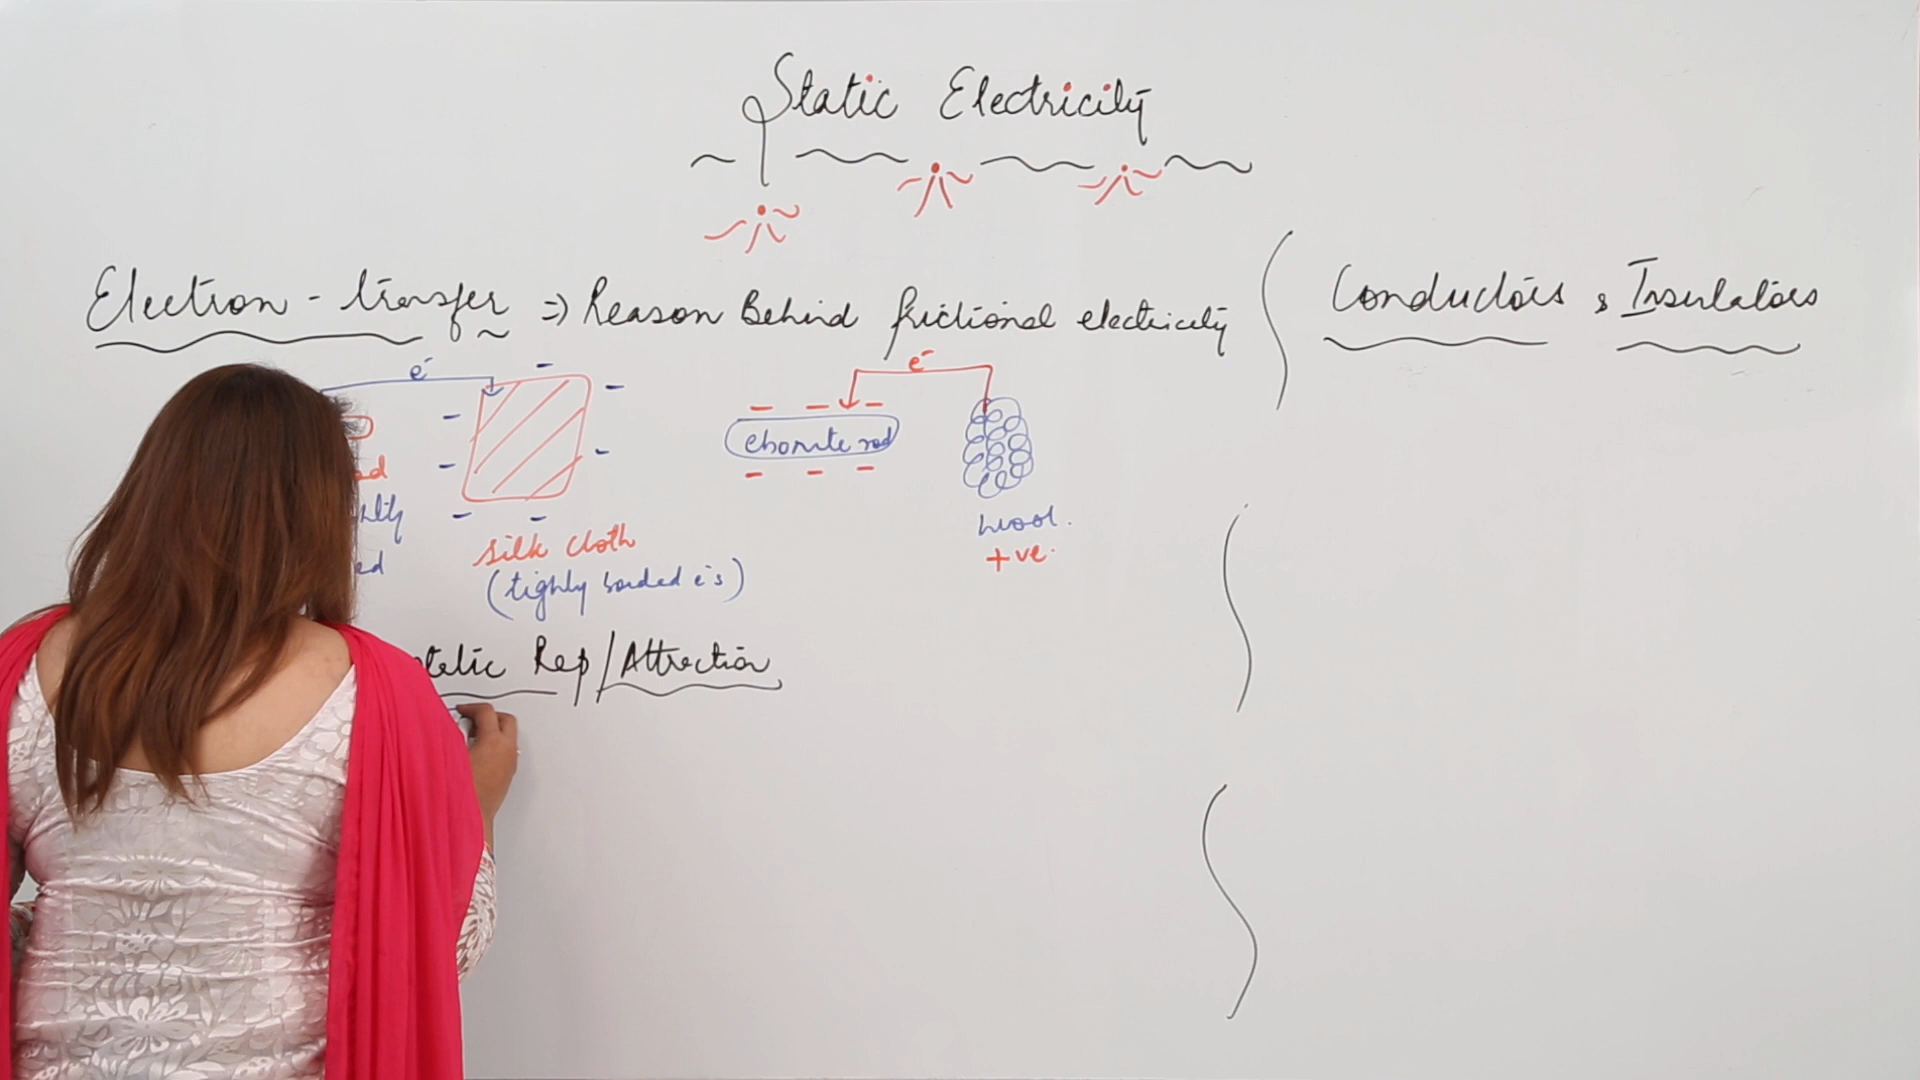 Static Electricity
Electron - transfer => Reason Behind frictional electricity
Conductors & Insulators
e⁻
e⁻
ebonite rod
silk cloth
(tighly bonded e⁻s)
wool.
+ve.
Rep/Attraction